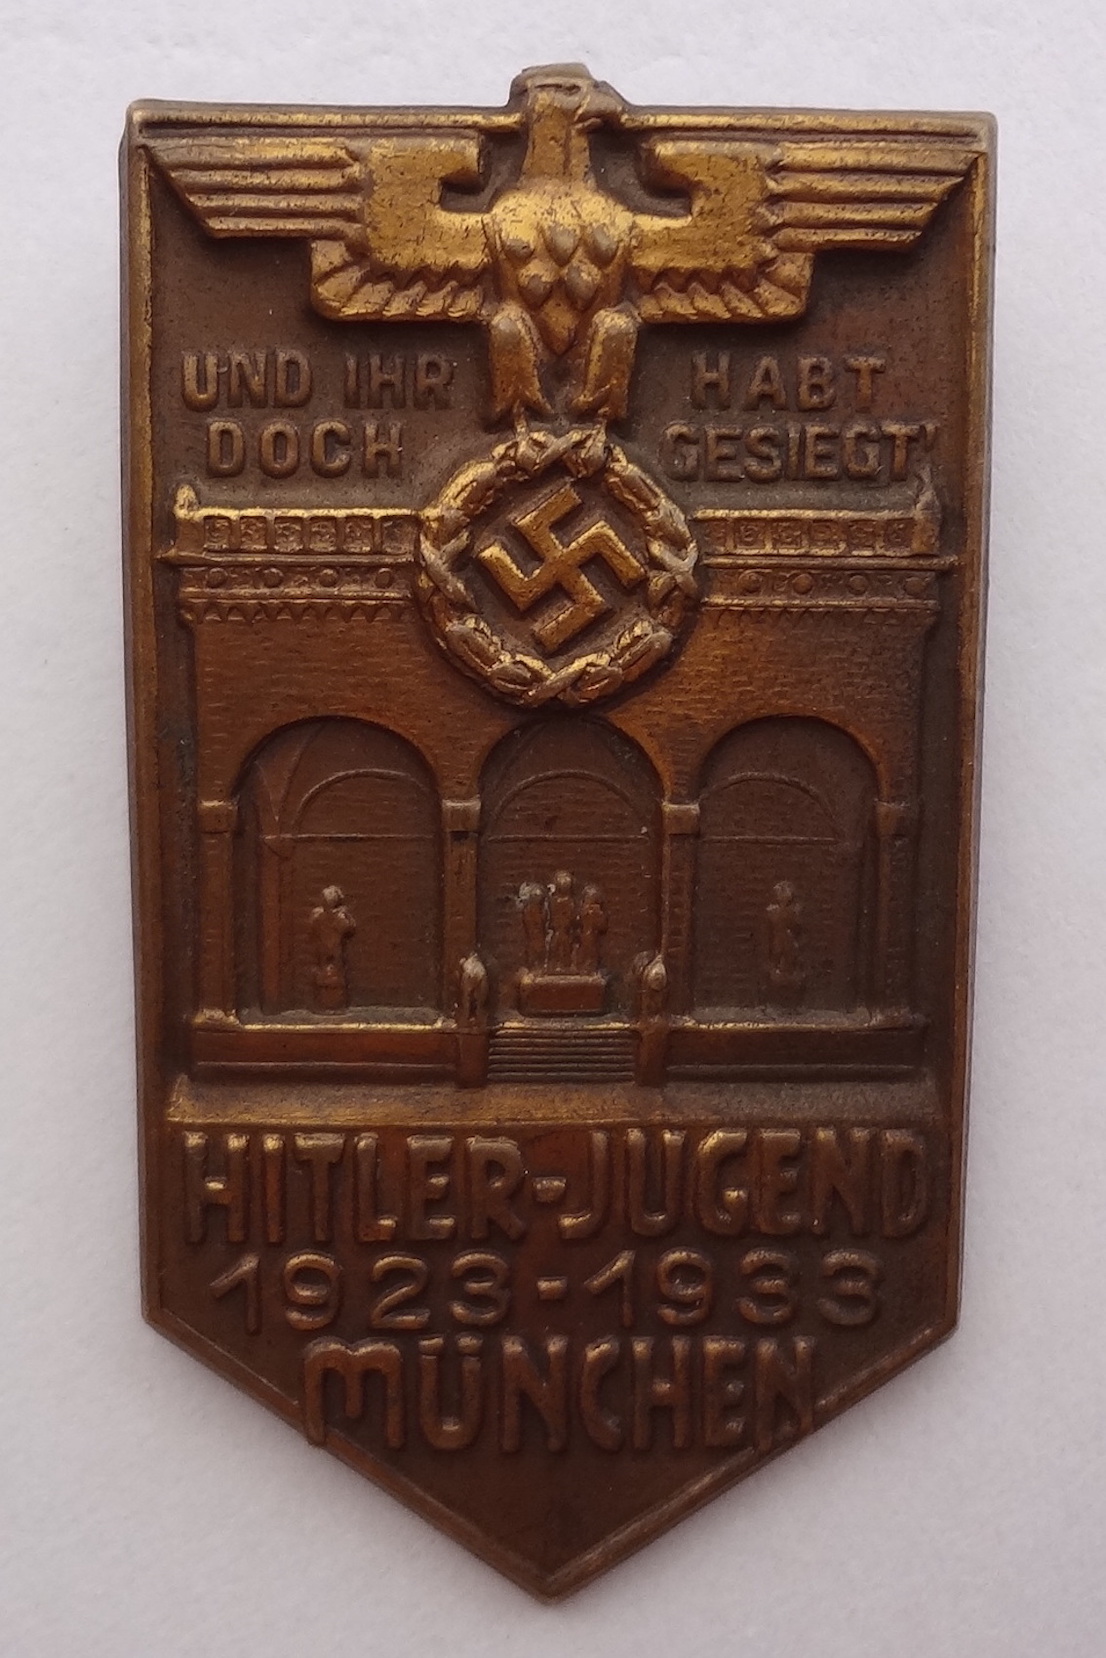 UND IHR HABT
DOCH GESIEGT'
HITLER-JUGEND
1923-1933
MÜNCHEN